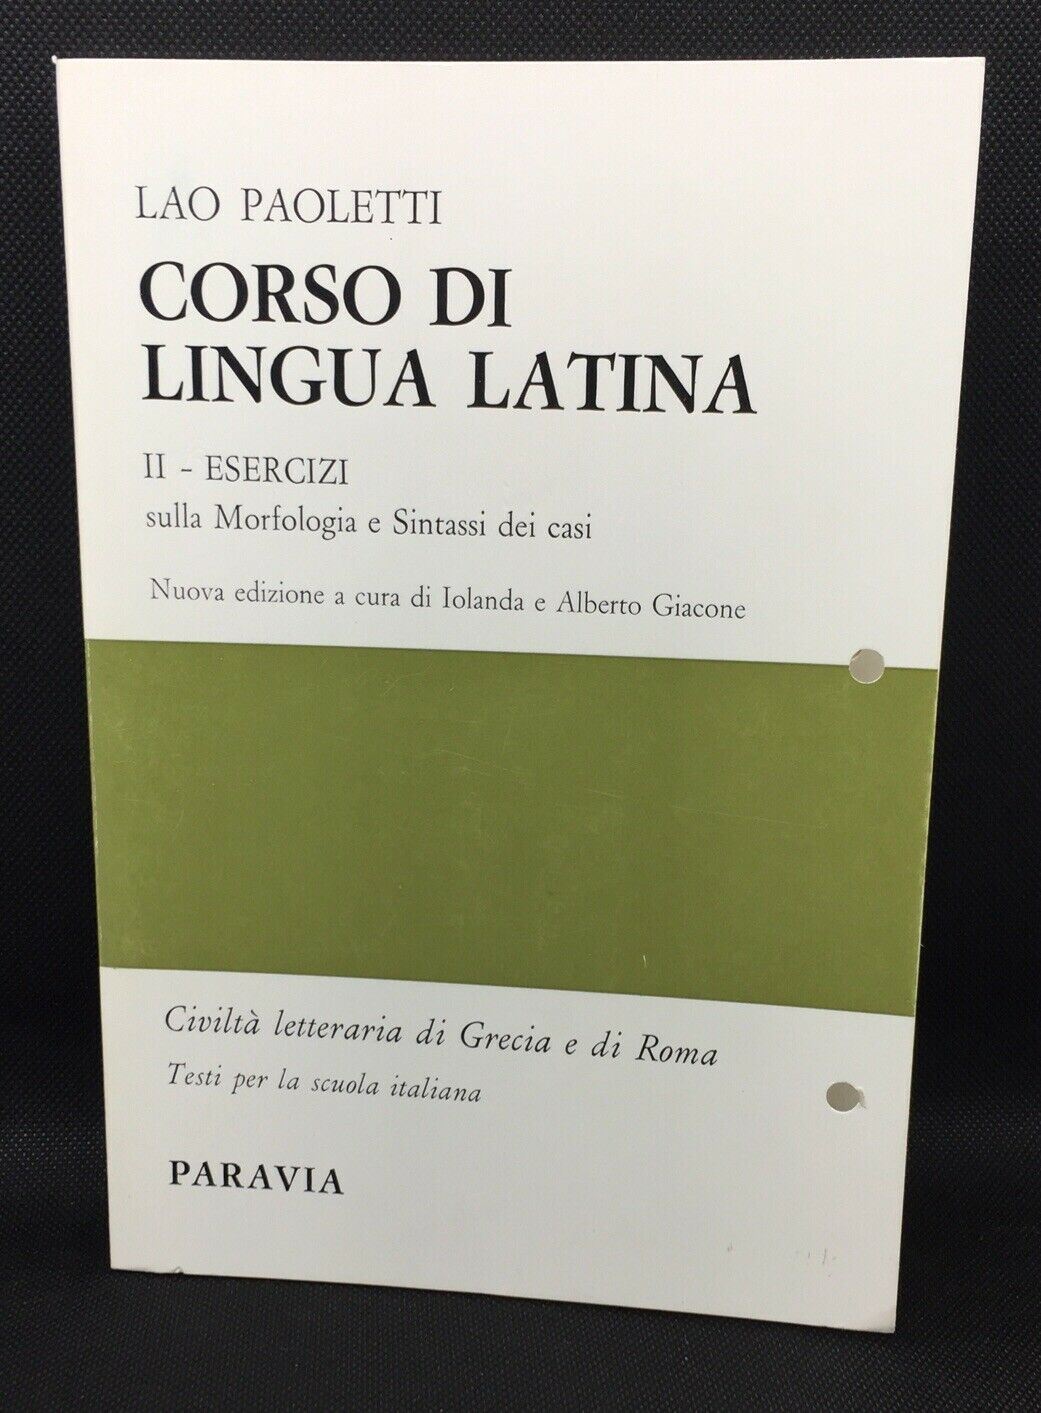 LAO PAOLETTI
CORSO DI
LINGUA LATINA
II - ESERCIZI
sulla Morfologia e Sintassi dei casi
Nuova edizione a cura di Iolanda e Alberto Giacone
Civiltà letteraria di Grecia e di Roma
Testi per la scuola italiana
PARAVIA